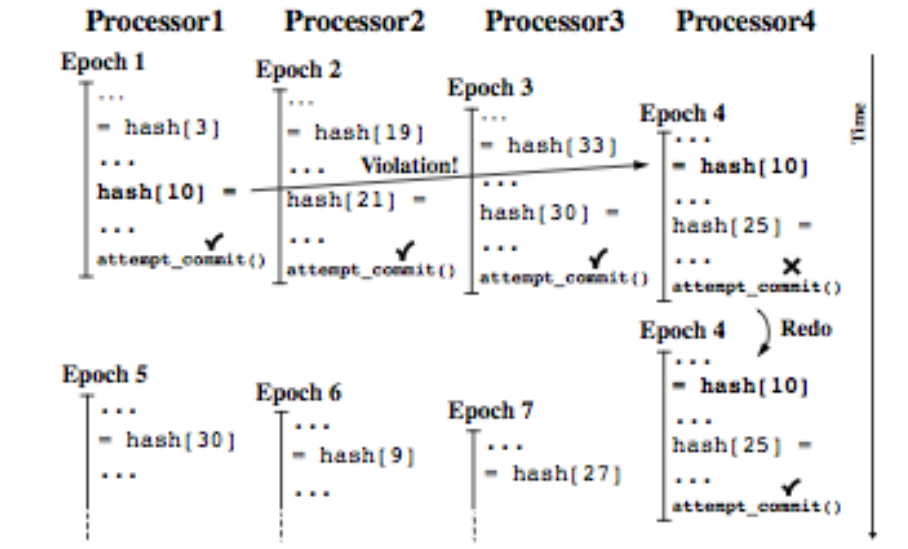 Processor1 Processor2 Processor3 Processor4
Epoch 1
...
= hash[3]
...
hash[10] =
...
attempt_commit()
Epoch 2
...
= hash[19]
...
hash[21] =
...
attempt_commit()
Violation!
Epoch 3
...
= hash[33]
...
hash[30] =
...
attempt_commit()
Epoch 4
...
= hash[10]
...
hash[25] =
...
attempt_commit()
Redo
Time
Epoch 5
...
= hash[30]
...
Epoch 6
...
= hash[9]
...
Epoch 7
...
= hash[27]
Epoch 4
...
= hash[10]
...
hash[25] =
...
attempt_commit()